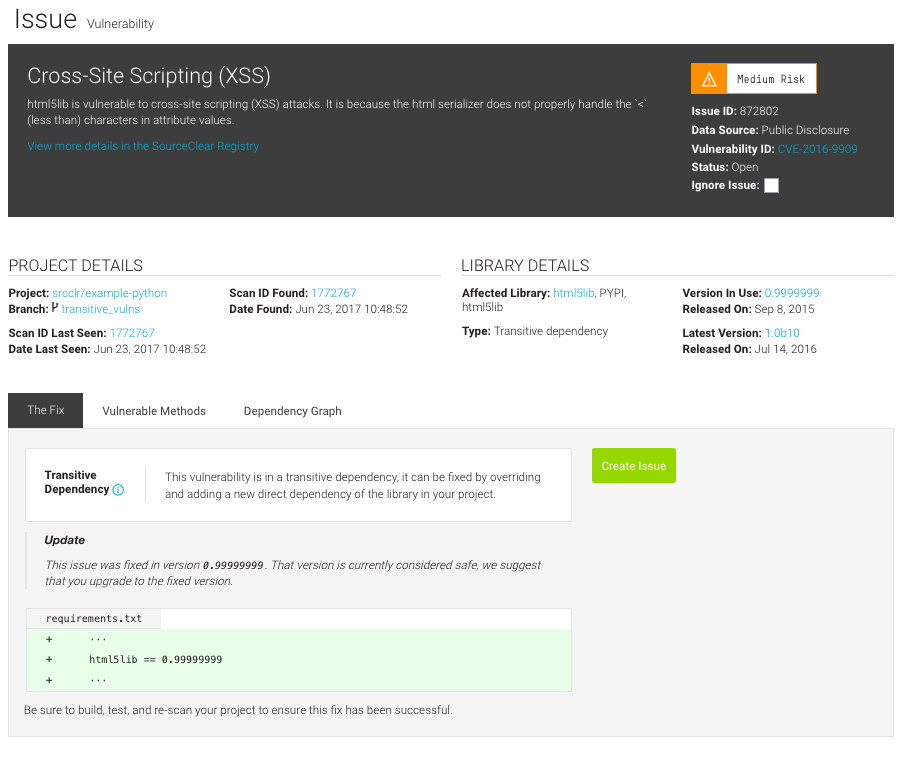 Issue Vulnerability
Cross-Site Scripting (XSS)
html5lib is vulnerable to cross-site scripting (XSS) attacks. It is because the html serializer does not properly handle the `<`
(less than) characters in attribute values.
View more details in the SourceClear Registry
Medium Risk
Issue ID: 872802
Data Source: Public Disclosure
Vulnerability ID: CVE-2016-9909
Status: Open
Ignore Issue:
PROJECT DETAILS
Project: srcclr/example-python
Branch: transitive_vulns
Scan ID Last Seen: 1772767
Date Last Seen: Jun 23, 2017 10:48:52
Scan ID Found: 1772767
Date Found: Jun 23, 2017 10:48:52
LIBRARY DETAILS
Affected Library: html5lib, PYPI,
html5lib
Type: Transitive dependency
Version In Use: 0.9999999
Released On: Sep 8, 2015
Latest Version: 1.0b10
Released On: Jul 14, 2016
The Fix Vulnerable Methods Dependency Graph
Transitive
Dependency
This vulnerability is in a transitive dependency, it can be fixed by overriding
and adding a new direct dependency of the library in your project.
Create Issue
Update
This issue was fixed in version 0.99999999. That version is currently considered safe, we suggest
that you upgrade to the fixed version.
requirements.txt
+ ...
+ html5lib == 0.99999999
+ ...
Be sure to build, test, and re-scan your project to ensure this fix has been successful.